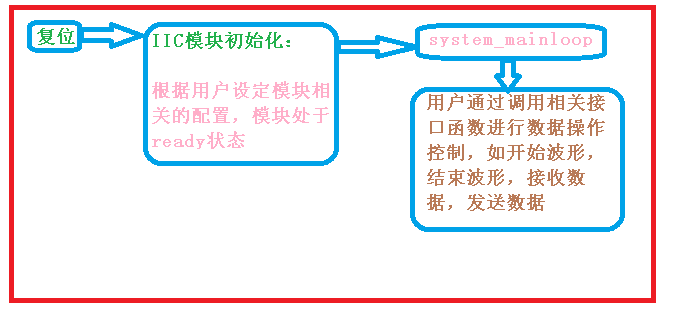 复位
IIC模块初始化：
根据用户设定模块相
关的配置，模块处于
ready状态
system_mainloop
用户通过调用相关接
口函数进行数据操作
控制，如开始波形，
结束波形，接收数
据，发送数据